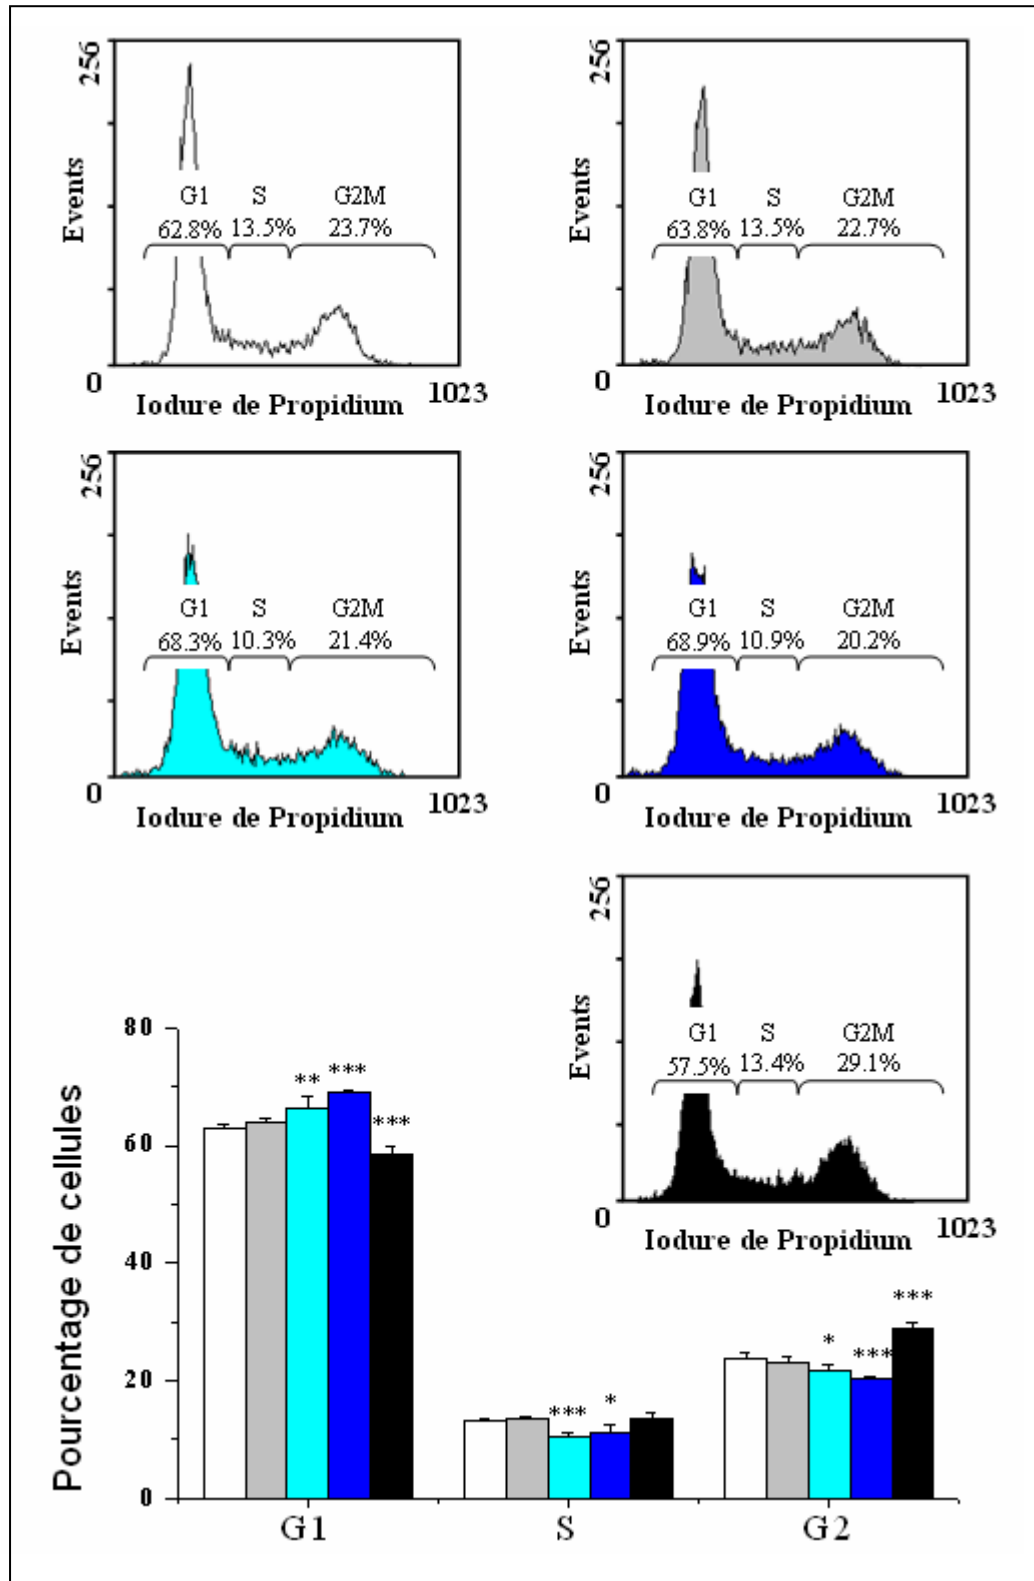 256
Events
G1 S G2M
62.8% 13.5% 23.7%
0
1023
Iodure de Propidium
256
Events
G1 S G2M
63.8% 13.5% 22.7%
0
1023
Iodure de Propidium
256
Events
G1 S G2M
68.3% 10.3% 21.4%
0
1023
Iodure de Propidium
256
Events
G1 S G2M
68.9% 10.9% 20.2%
0
1023
Iodure de Propidium
256
Events
G1 S G2M
57.5% 13.4% 29.1%
0
1023
Iodure de Propidium
Pourcentage de cellules
80
60
40
20
0
** *** ***
*** *
* *** ***
G1 S G2